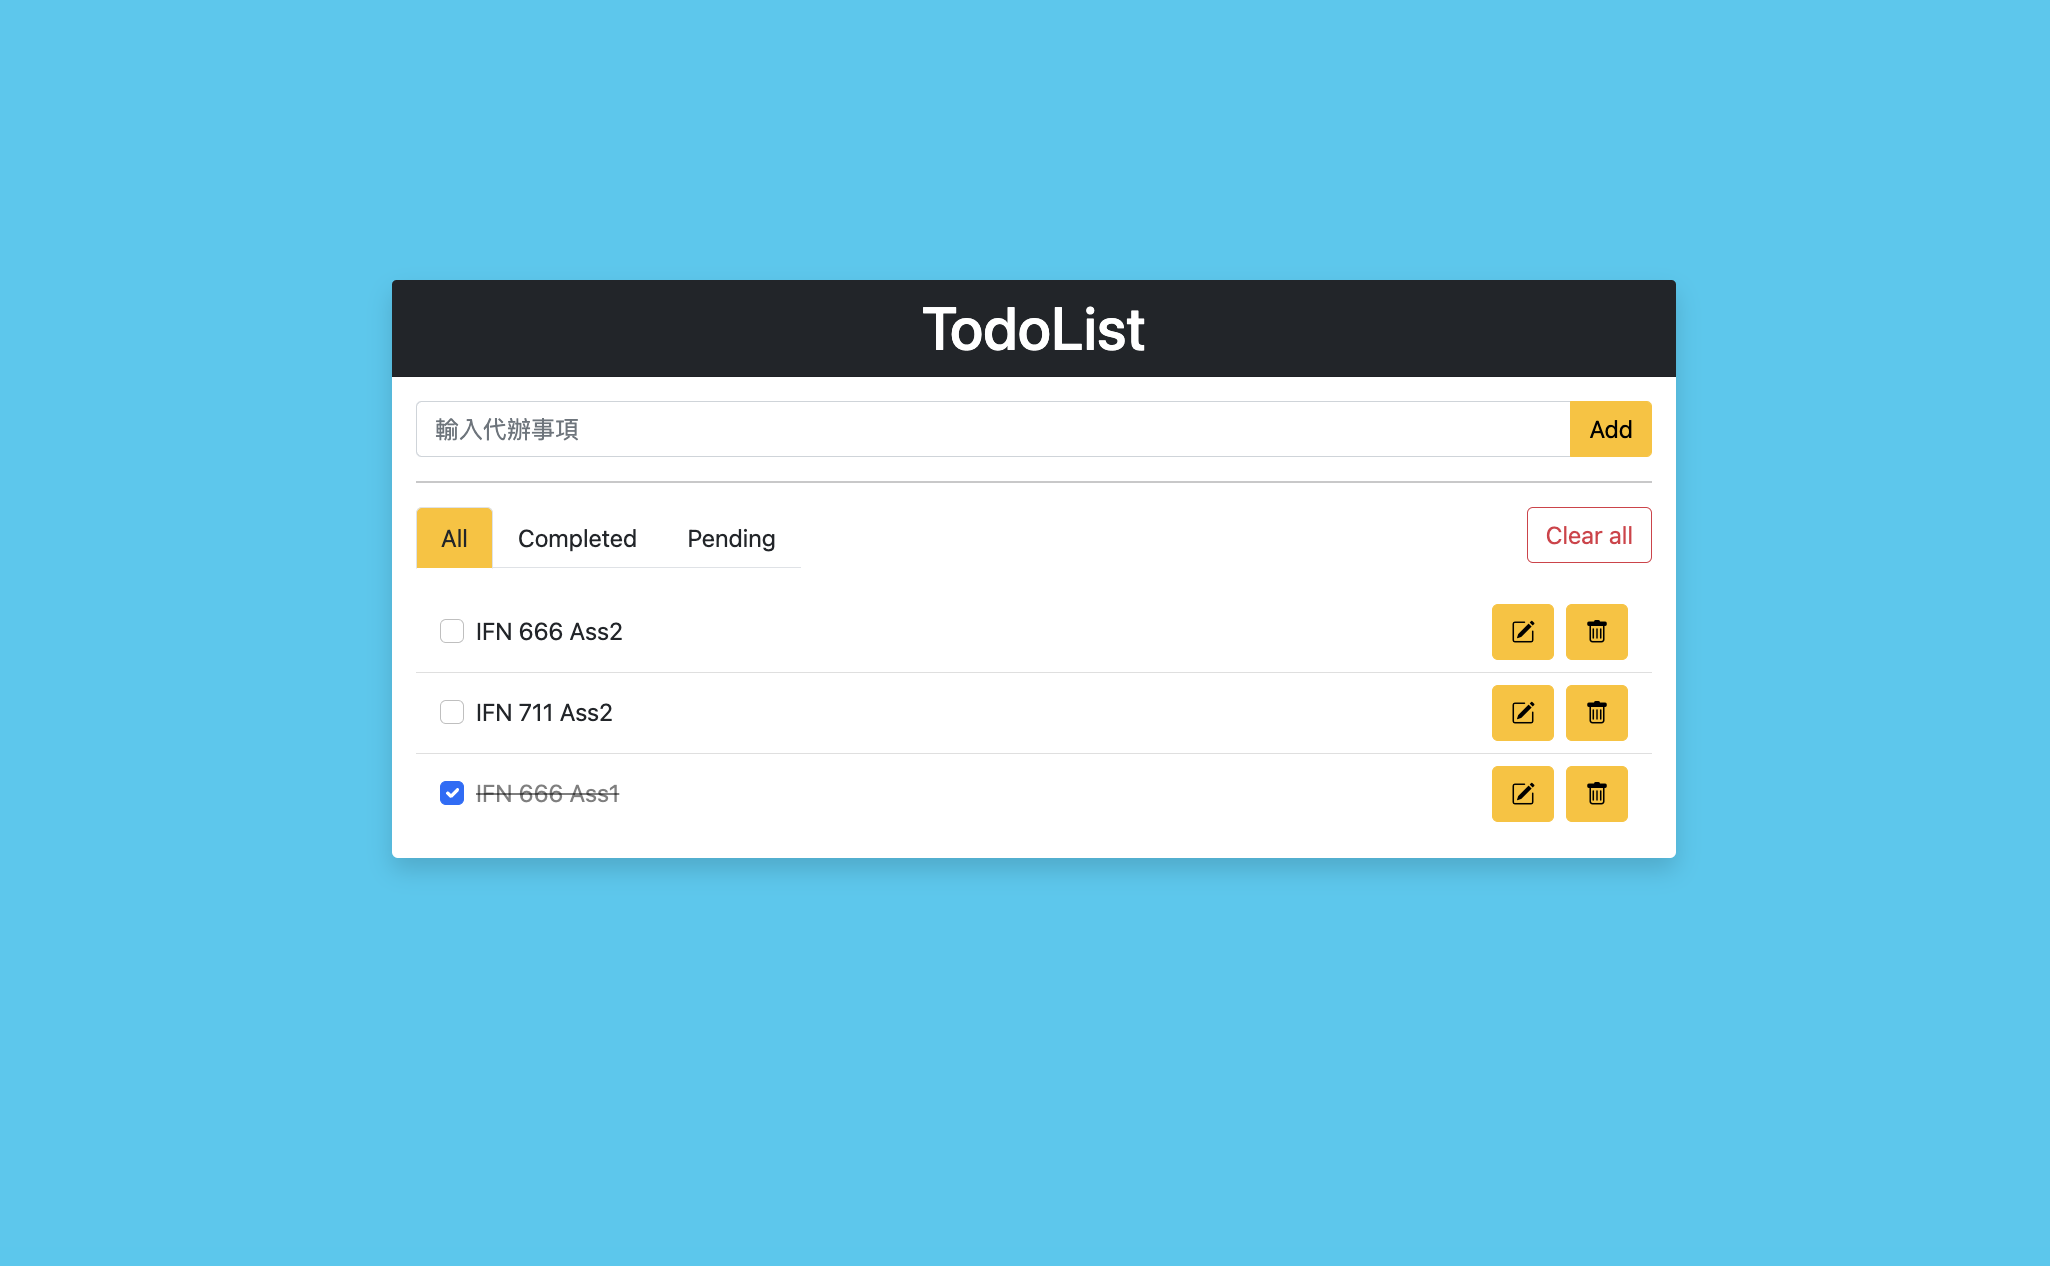 TodoList
輸入代辦事項
Add
All
Completed
Pending
Clear all
IFN 666 Ass2
IFN 711 Ass2
IFN 666 Ass1